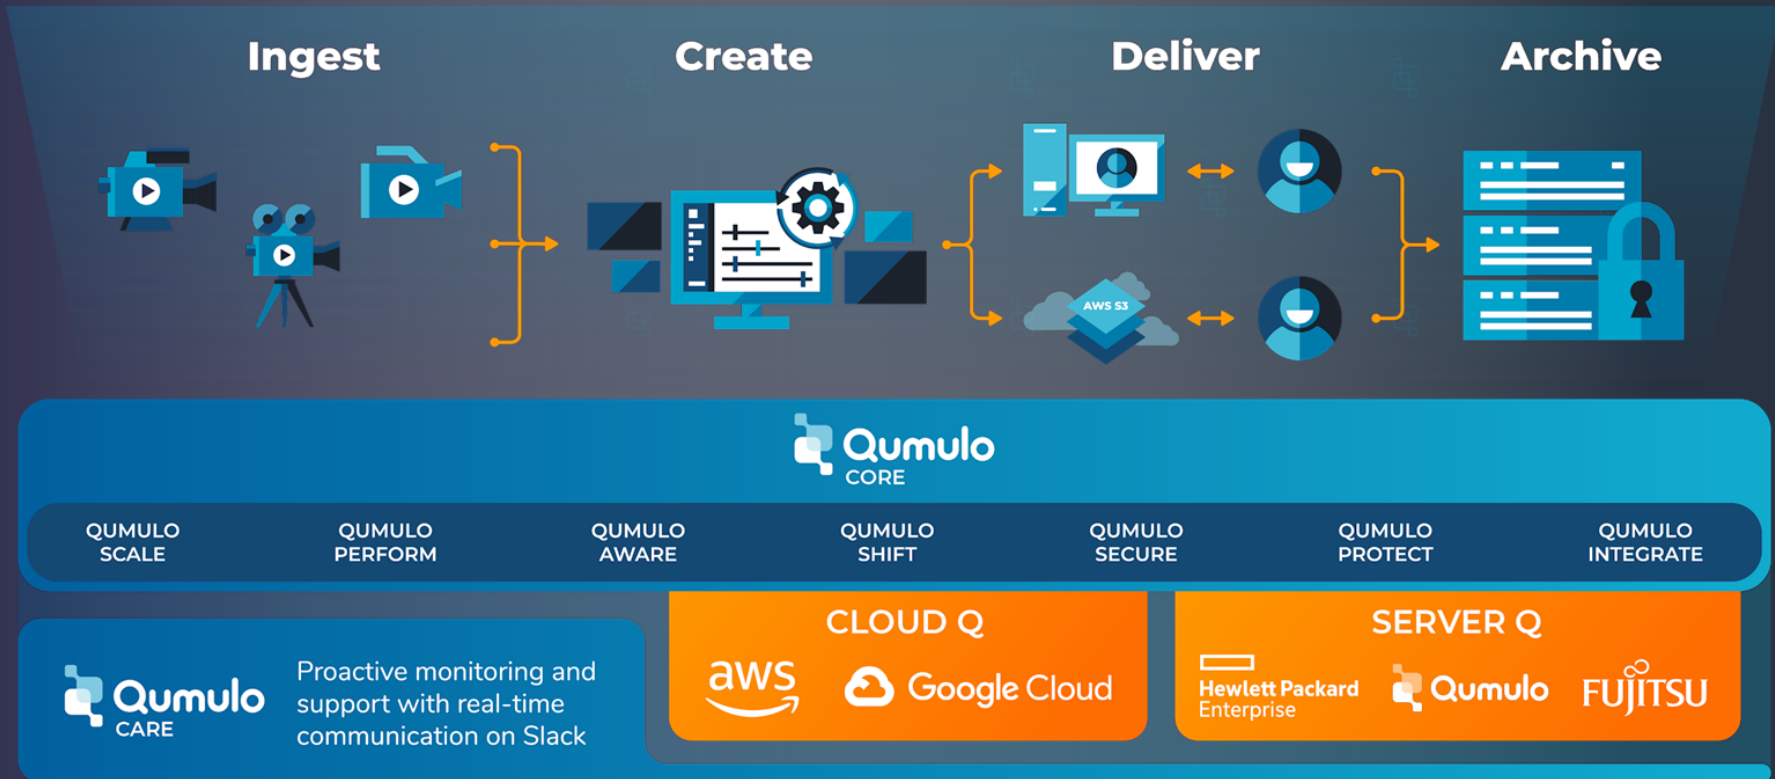 Ingest
Create
Deliver
Archive
AWS S3
Qumulo
CORE
QUMULO
SCALE
QUMULO
PERFORM
QUMULO
AWARE
QUMULO
SHIFT
QUMULO
SECURE
QUMULO
PROTECT
QUMULO
INTEGRATE
Qumulo
CARE
Proactive monitoring and
support with real-time
communication on Slack
CLOUD Q
aws
Google Cloud
SERVER Q
Hewlett Packard
Enterprise
Qumulo
FUJITSU